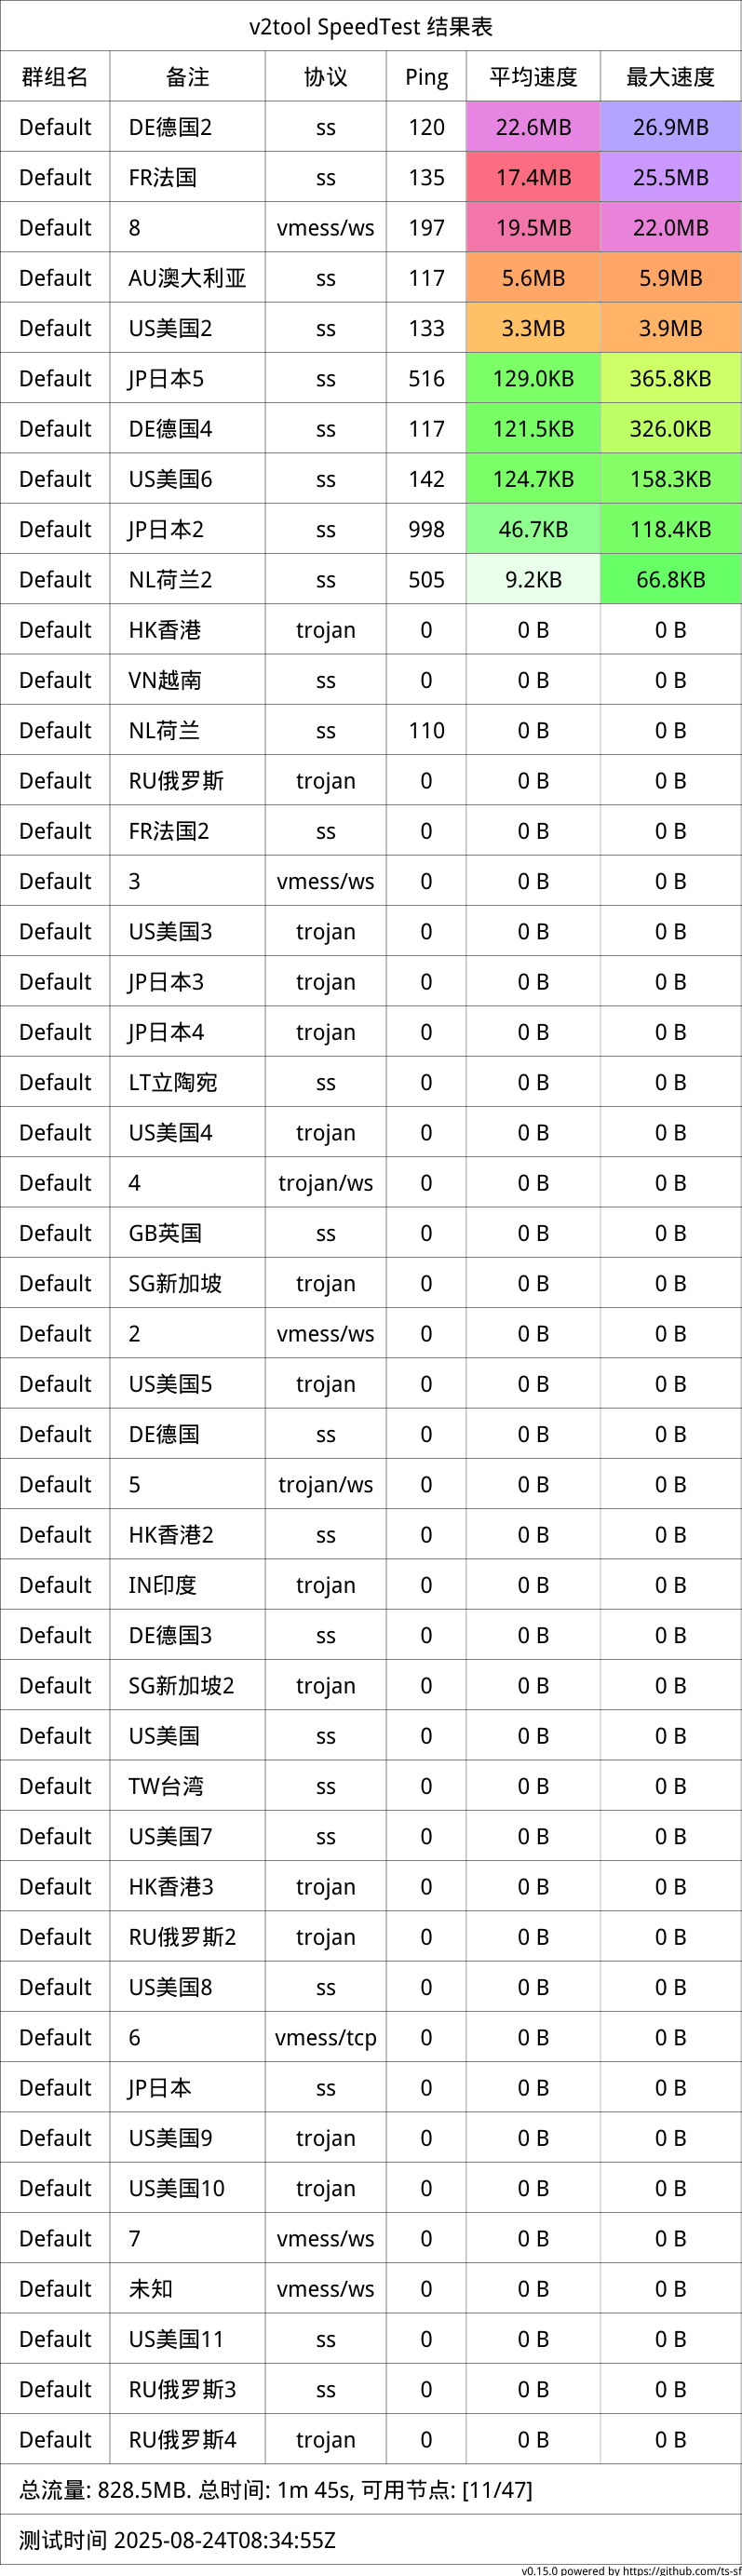 v2tool SpeedTest 结果表
群组名 备注 协议 Ping 平均速度 最大速度
Default DE德国2 ss 120 22.6MB 26.9MB
Default FR法国 ss 135 17.4MB 25.5MB
Default 8 vmess/ws 197 19.5MB 22.0MB
Default AU澳大利亚 ss 117 5.6MB 5.9MB
Default US美国2 ss 133 3.3MB 3.9MB
Default JP日本5 ss 516 129.0KB 365.8KB
Default DE德国4 ss 117 121.5KB 326.0KB
Default US美国6 ss 142 124.7KB 158.3KB
Default JP日本2 ss 998 46.7KB 118.4KB
Default NL荷兰2 ss 505 9.2KB 66.8KB
Default HK香港 trojan 0 0 B 0 B
Default VN越南 ss 0 0 B 0 B
Default NL荷兰 ss 110 0 B 0 B
Default RU俄罗斯 trojan 0 0 B 0 B
Default FR法国2 ss 0 0 B 0 B
Default 3 vmess/ws 0 0 B 0 B
Default US美国3 trojan 0 0 B 0 B
Default JP日本3 trojan 0 0 B 0 B
Default JP日本4 trojan 0 0 B 0 B
Default LT立陶宛 ss 0 0 B 0 B
Default US美国4 trojan 0 0 B 0 B
Default 4 trojan/ws 0 0 B 0 B
Default GB英国 ss 0 0 B 0 B
Default SG新加坡 trojan 0 0 B 0 B
Default 2 vmess/ws 0 0 B 0 B
Default US美国5 trojan 0 0 B 0 B
Default DE德国 ss 0 0 B 0 B
Default 5 trojan/ws 0 0 B 0 B
Default HK香港2 ss 0 0 B 0 B
Default IN印度 trojan 0 0 B 0 B
Default DE德国3 ss 0 0 B 0 B
Default SG新加坡2 trojan 0 0 B 0 B
Default US美国 ss 0 0 B 0 B
Default TW台湾 ss 0 0 B 0 B
Default US美国7 ss 0 0 B 0 B
Default HK香港3 trojan 0 0 B 0 B
Default RU俄罗斯2 trojan 0 0 B 0 B
Default US美国8 ss 0 0 B 0 B
Default 6 vmess/tcp 0 0 B 0 B
Default JP日本 ss 0 0 B 0 B
Default US美国9 trojan 0 0 B 0 B
Default US美国10 trojan 0 0 B 0 B
Default 7 vmess/ws 0 0 B 0 B
Default 未知 vmess/ws 0 0 B 0 B
Default US美国11 ss 0 0 B 0 B
Default RU俄罗斯3 ss 0 0 B 0 B
Default RU俄罗斯4 trojan 0 0 B 0 B
总流量: 828.5MB. 总时间: 1m 45s, 可用节点: [11/47]
测试时间 2025-08-24T08:34:55Z
v0.15.0 powered by https://github.com/ts-sf